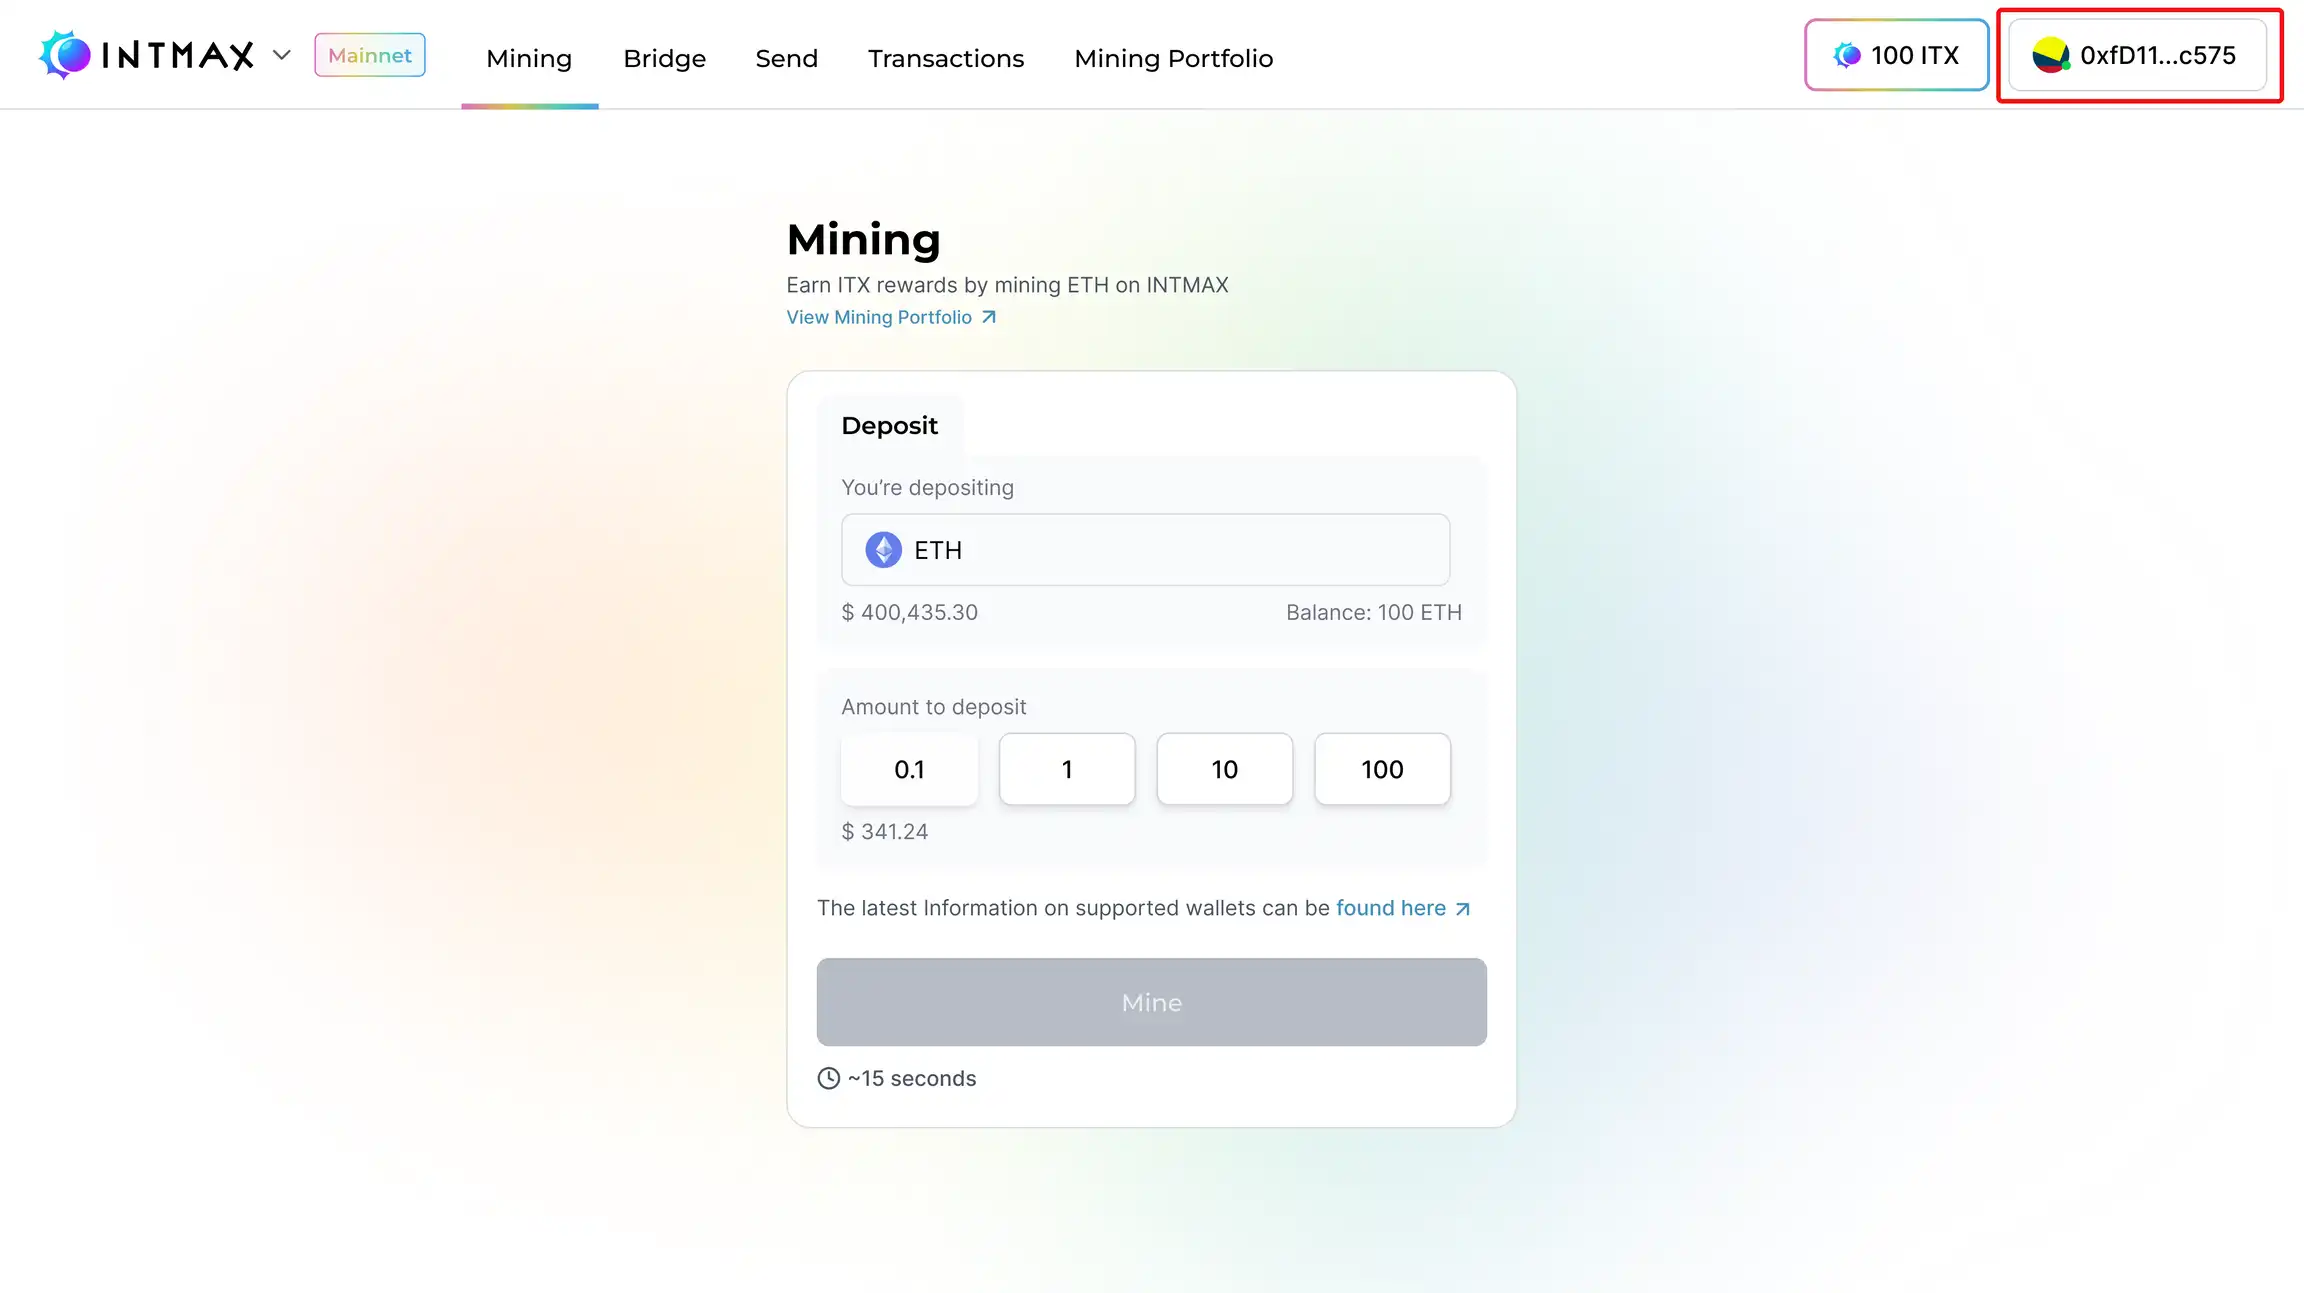 INTMAX
Mainnet
Mining
Bridge
Send
Transactions
Mining Portfolio
100 ITX
0xfD11...c575
Mining
Earn ITX rewards by mining ETH on INTMAX
View Mining Portfolio
Deposit
You’re depositing
ETH
$ 400,435.30
Balance: 100 ETH
Amount to deposit
0.1
1
10
100
$ 341.24
The latest Information on supported wallets can be found here
Mine
~15 seconds